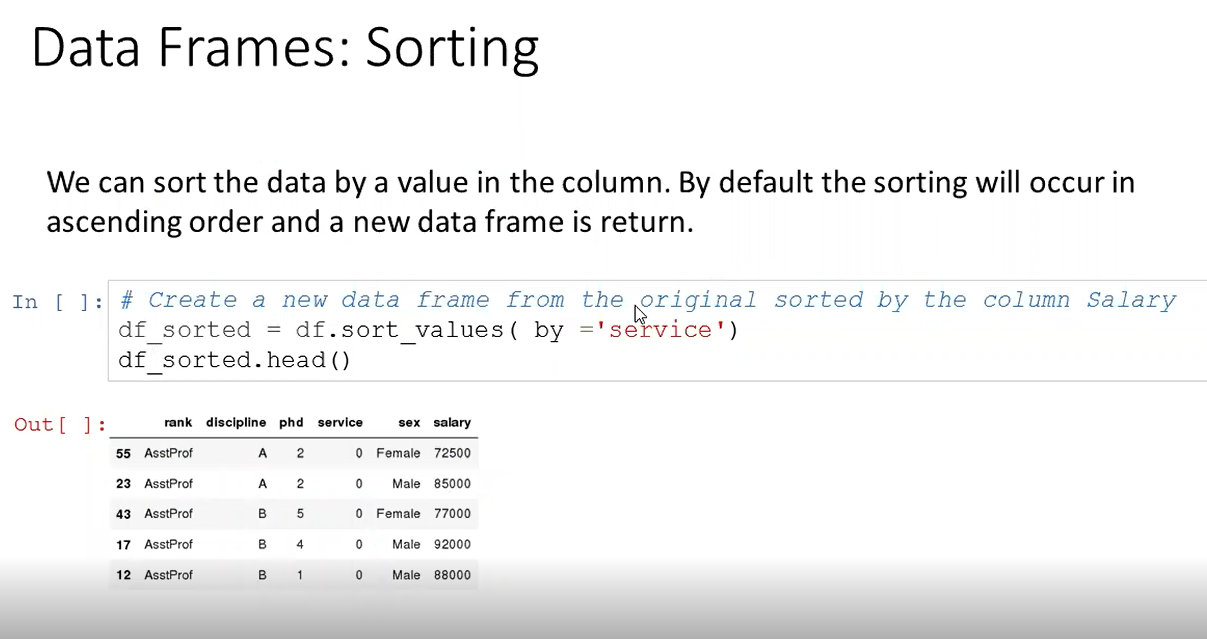 Data Frames: Sorting
We can sort the data by a value in the column. By default the sorting will occur in
ascending order and a new data frame is return.
In [ ]: # Create a new data frame from the original sorted by the column Salary
df_sorted = df.sort_values( by ='service')
df_sorted.head()
Out[ ]: rank discipline phd service sex salary
55 AsstProf A 2 0 Female 72500
23 AsstProf A 2 0 Male 85000
43 AsstProf B 5 0 Female 77000
17 AsstProf B 4 0 Male 92000
12 AsstProf B 1 0 Male 88000